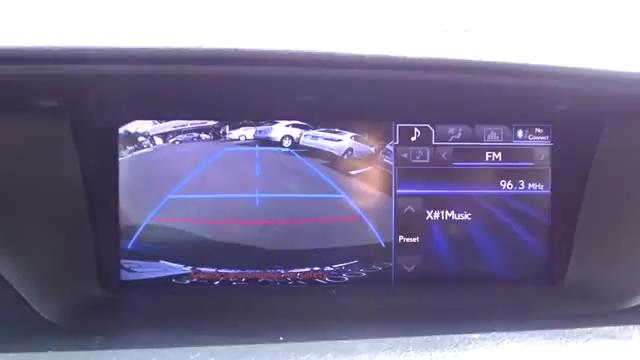 No
Connect
FM
96.3 MHz
X#1Music
Preset